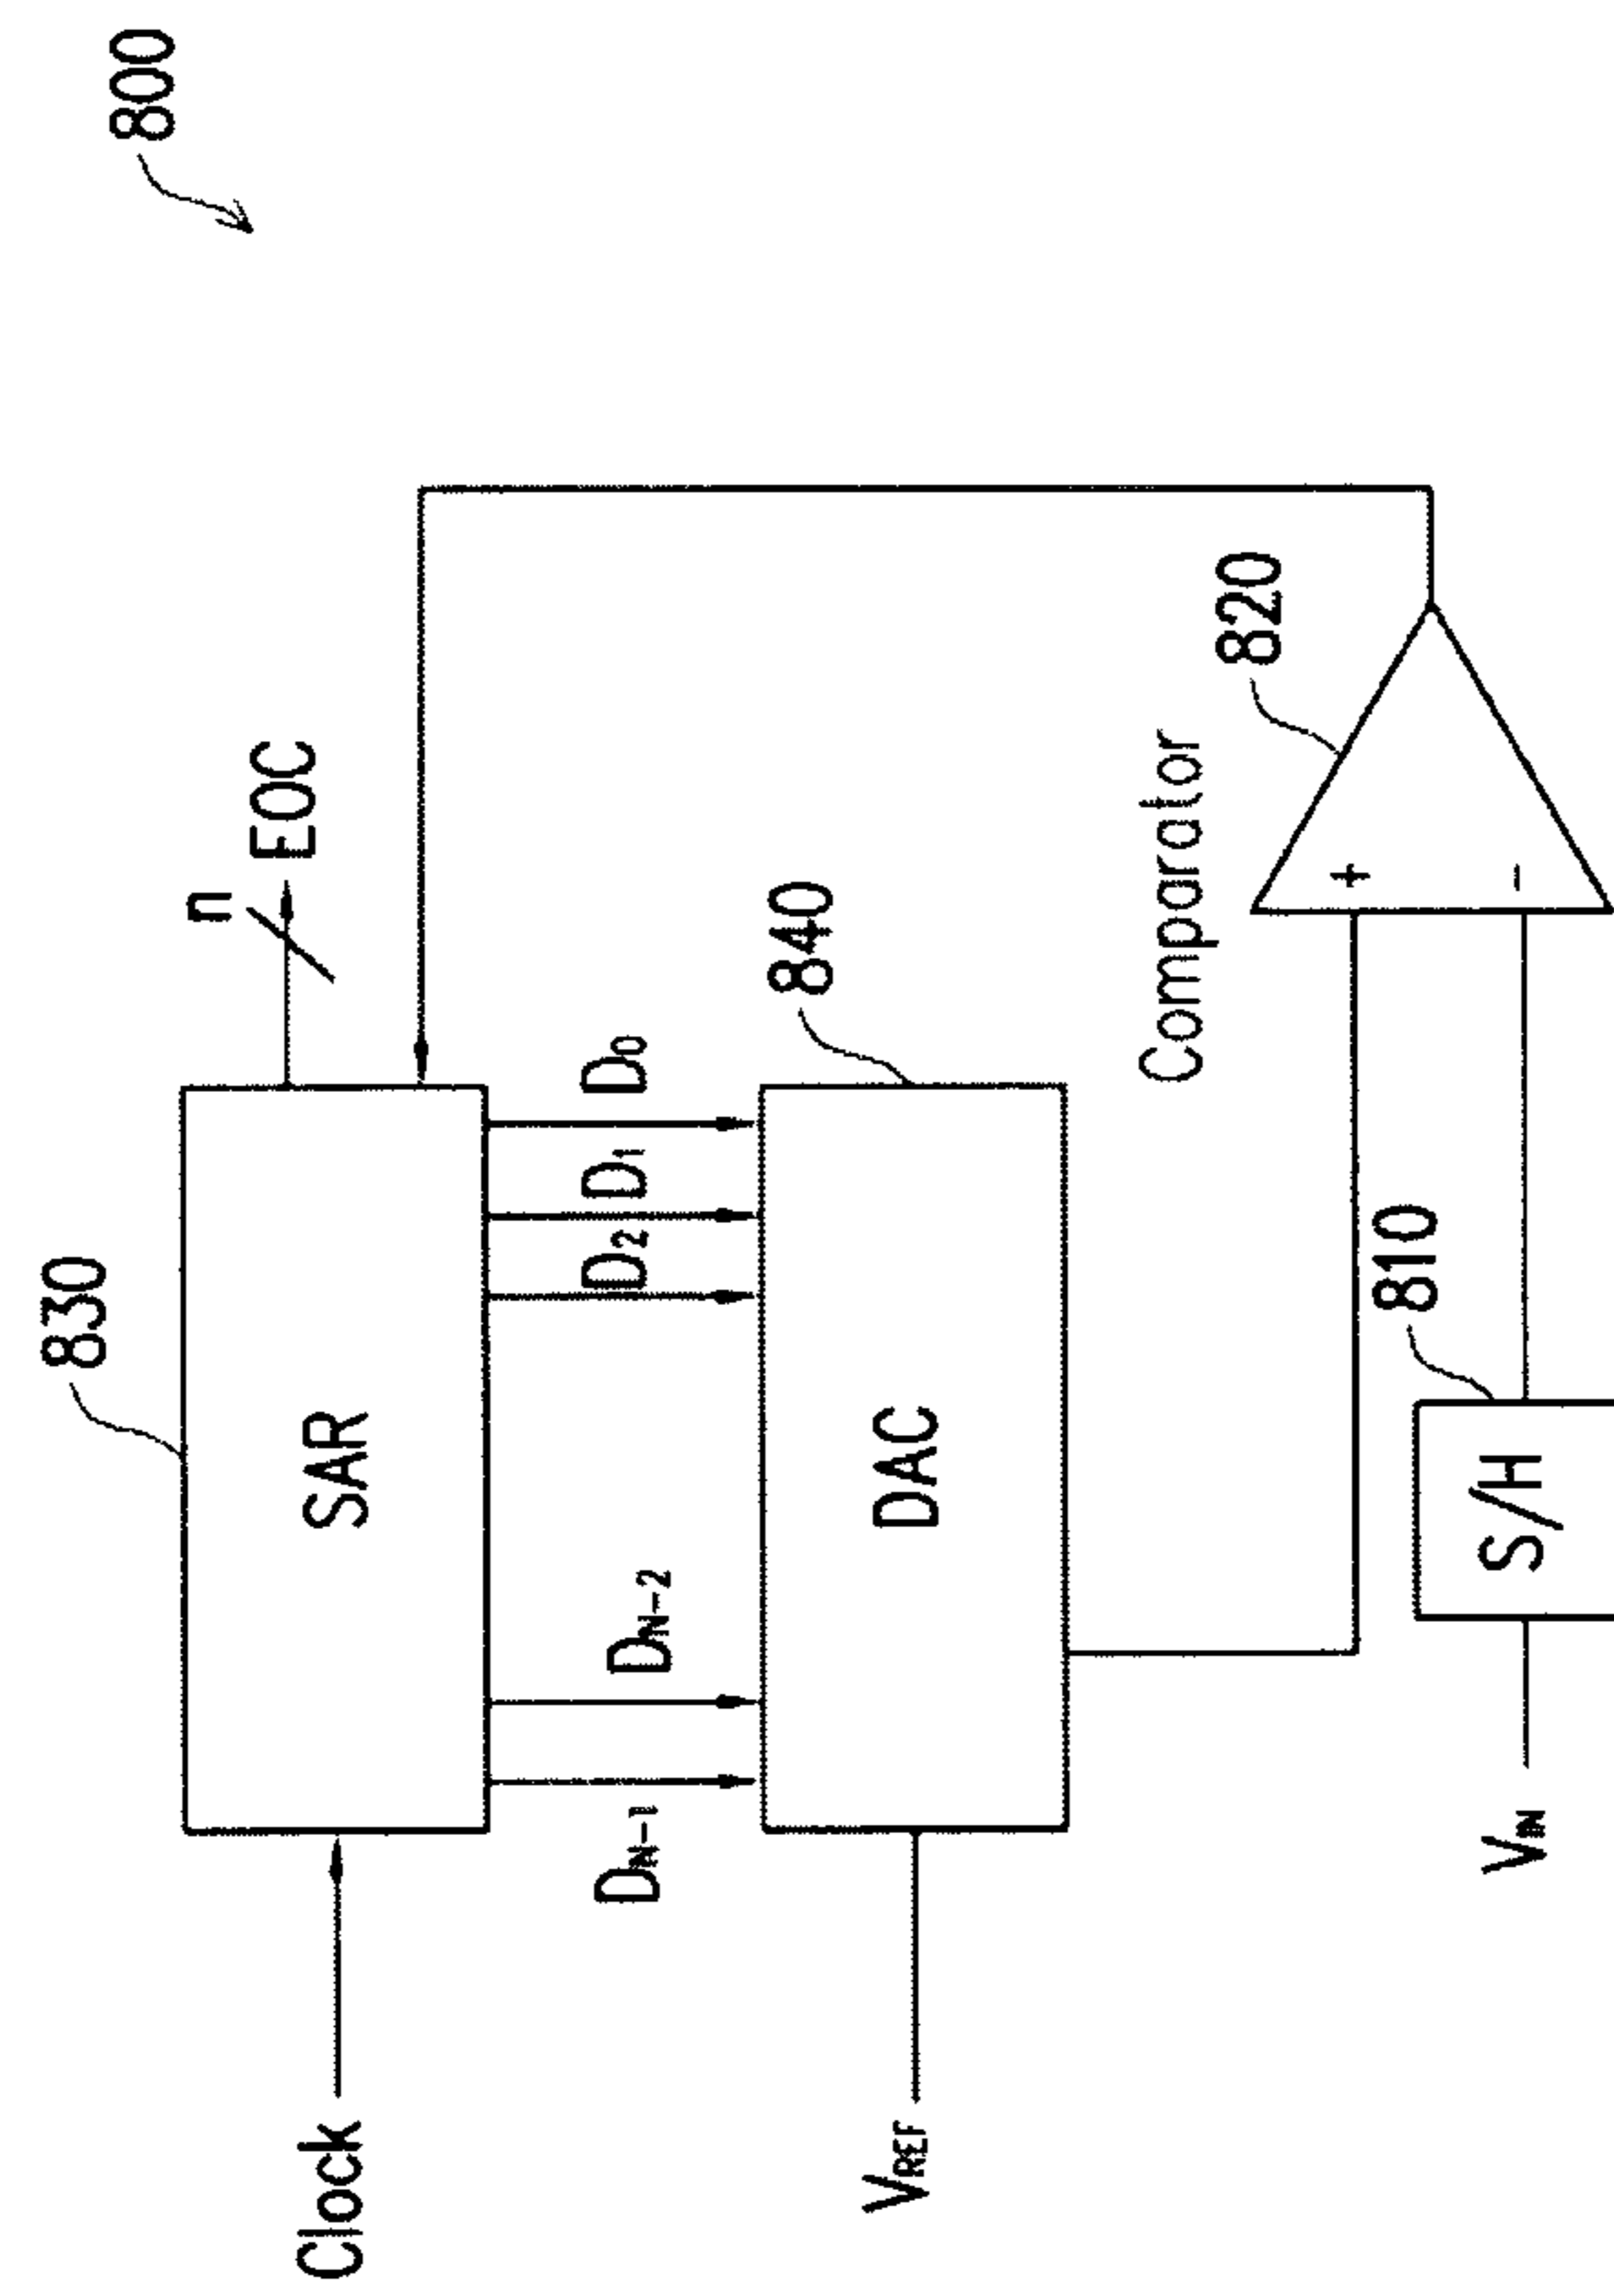 800
830
n
EOC
Clock
SAR
DN-1
DN-2
D2
D1
D0
840
VREF
DAC
Comparator
820
+
-
810
VIN
S/H